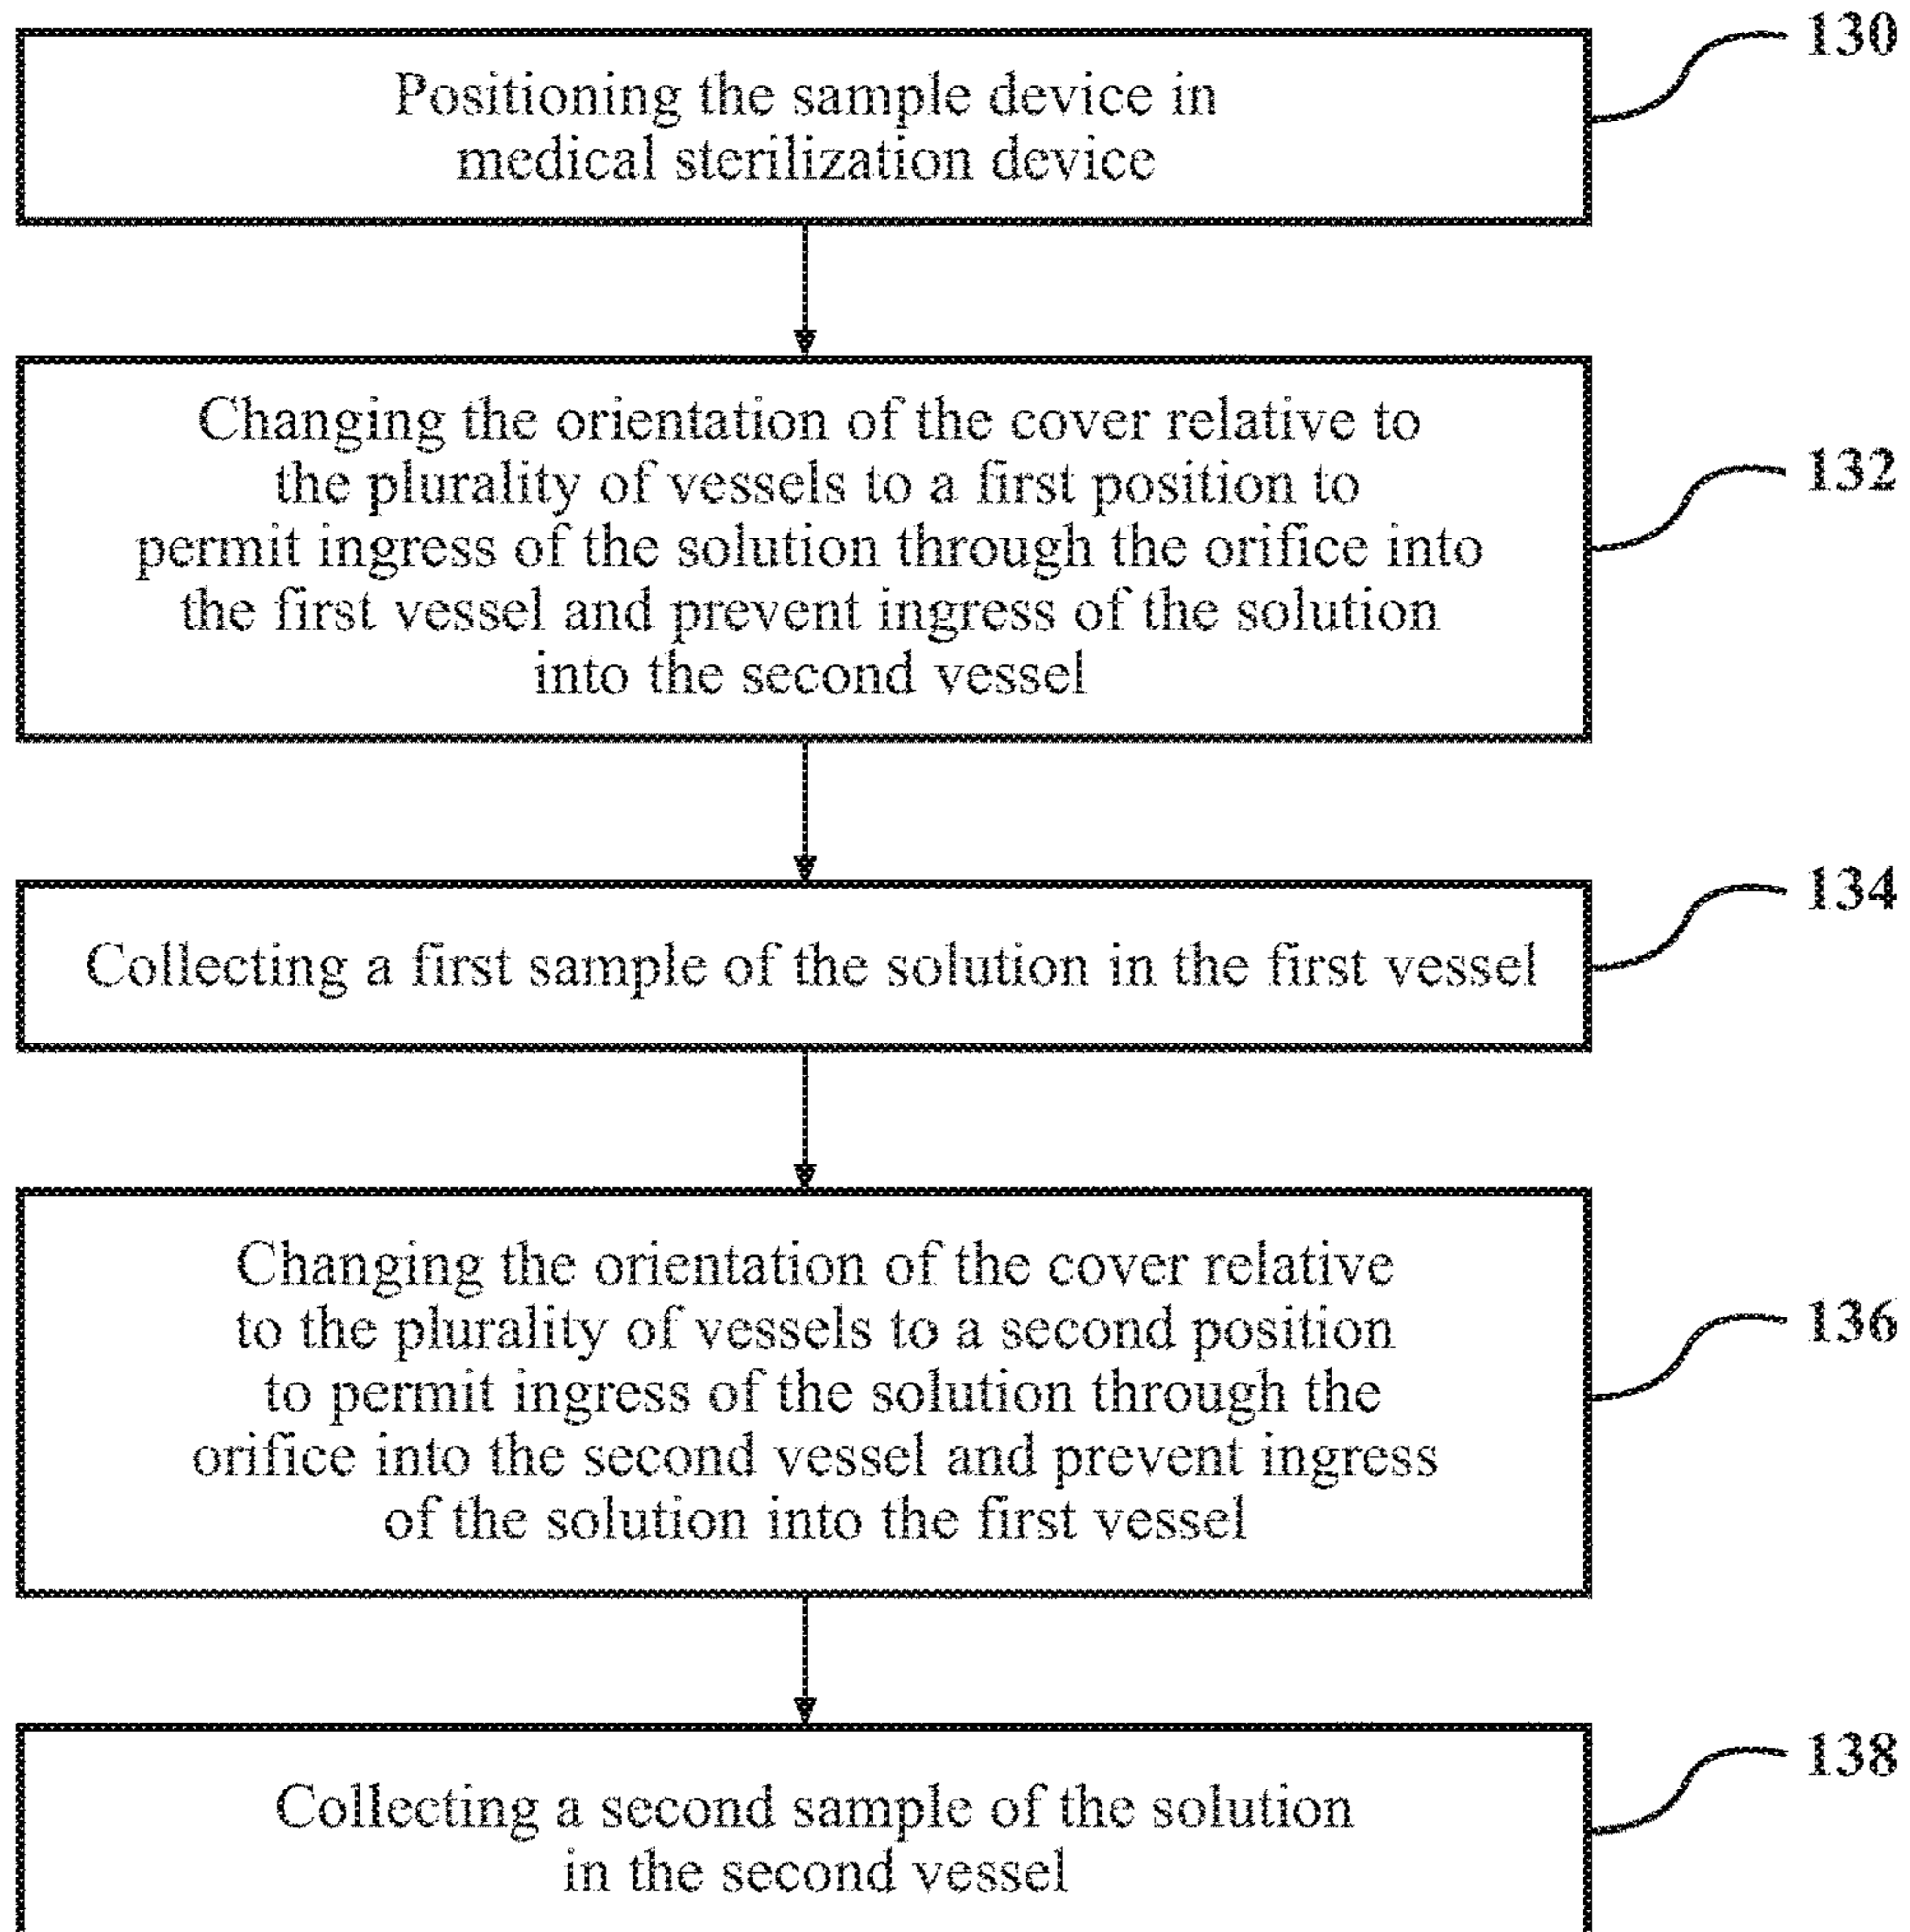 130
Positioning the sample device in
medical sterilization device
Changing the orientation of the cover relative to
the plurality of vessels to a first position to
permit ingress of the solution through the orifice into
the first vessel and prevent ingress of the solution
into the second vessel
132
134
Collecting a first sample of the solution in the first vessel
Changing the orientation of the cover relative
to the plurality of vessels to a second position
to permit ingress of the solution through the
orifice into the second vessel and prevent ingress
of the solution into the first vessel
136
138
Collecting a second sample of the solution
in the second vessel